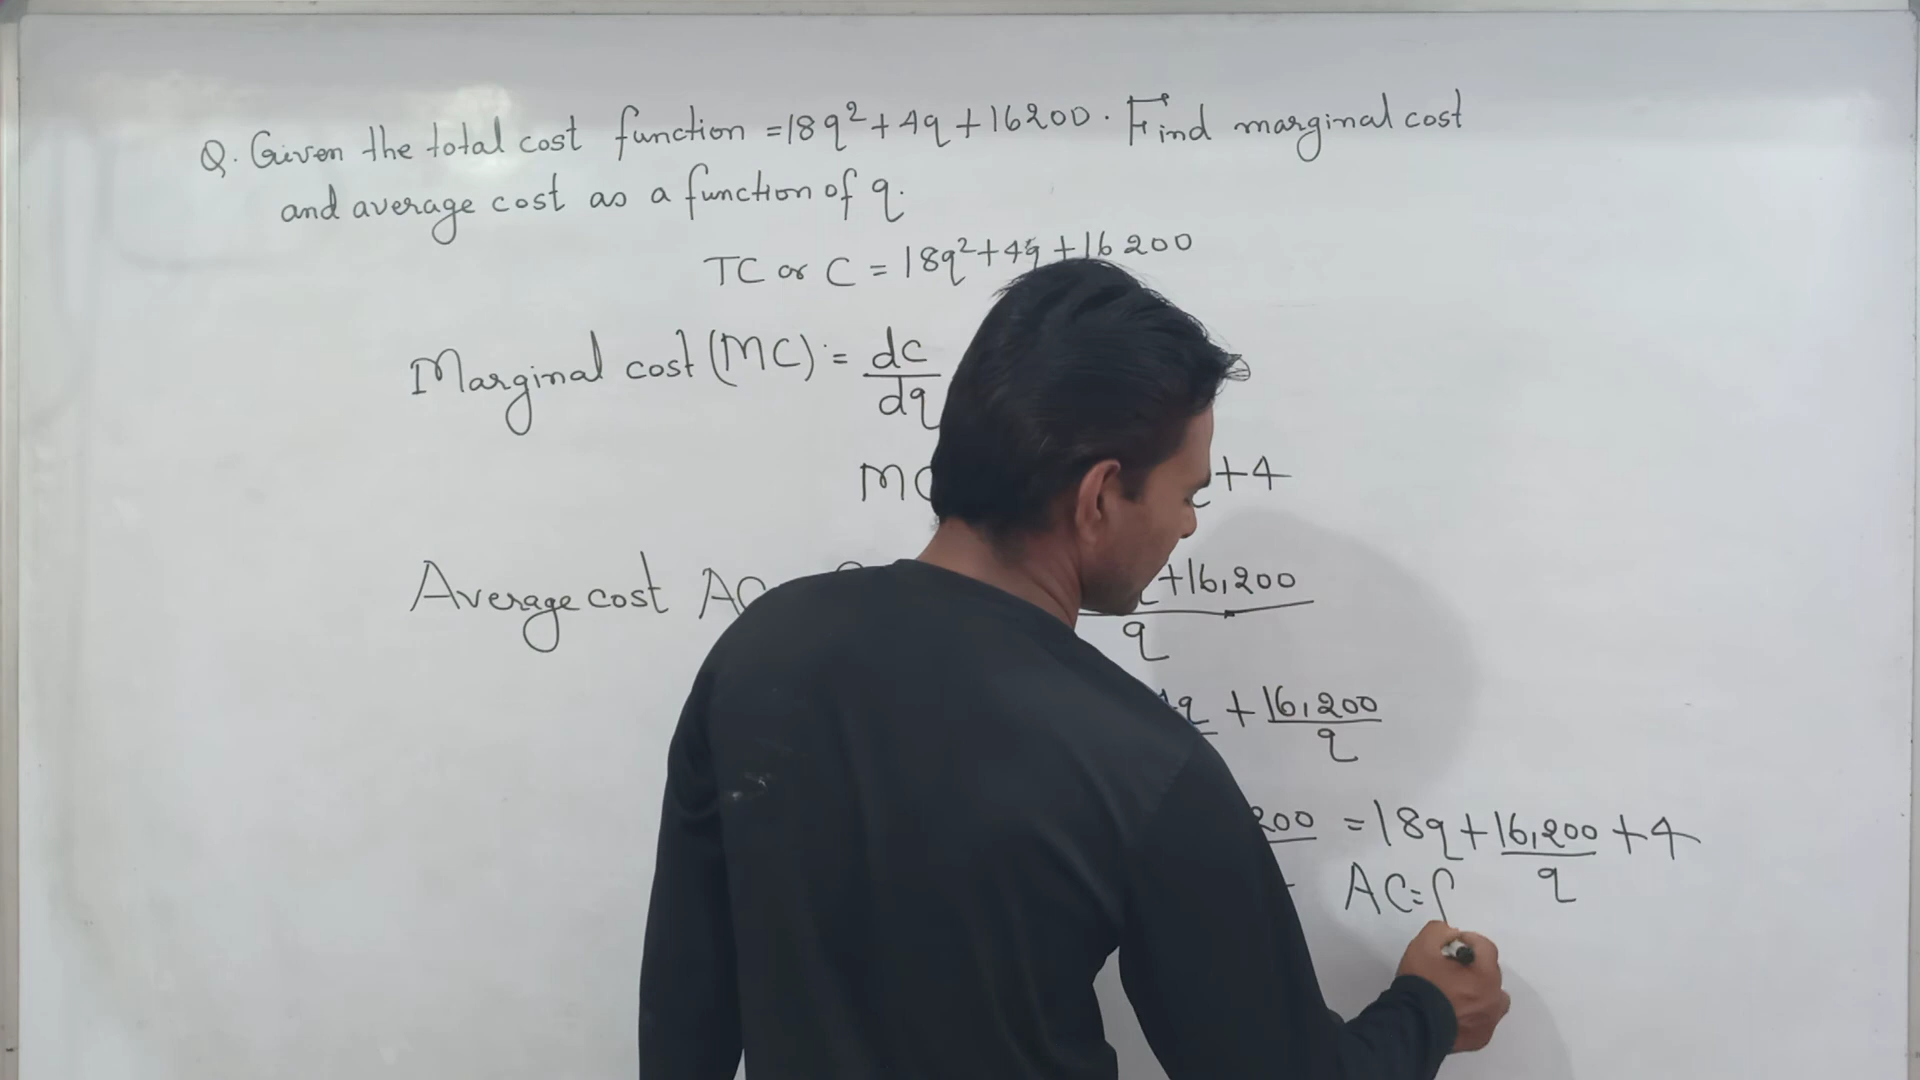 Q. Given the total cost function =18q²+4q+16200. Find marginal cost
and average cost as a function of q.
TC or C = 18q²+4q+16200
Marginal cost (MC) = dc/dq
MC +4
Average cost AC +16,200
q
q + 16,200/q
200 = 18q + 16,200/q + 4
AC=f